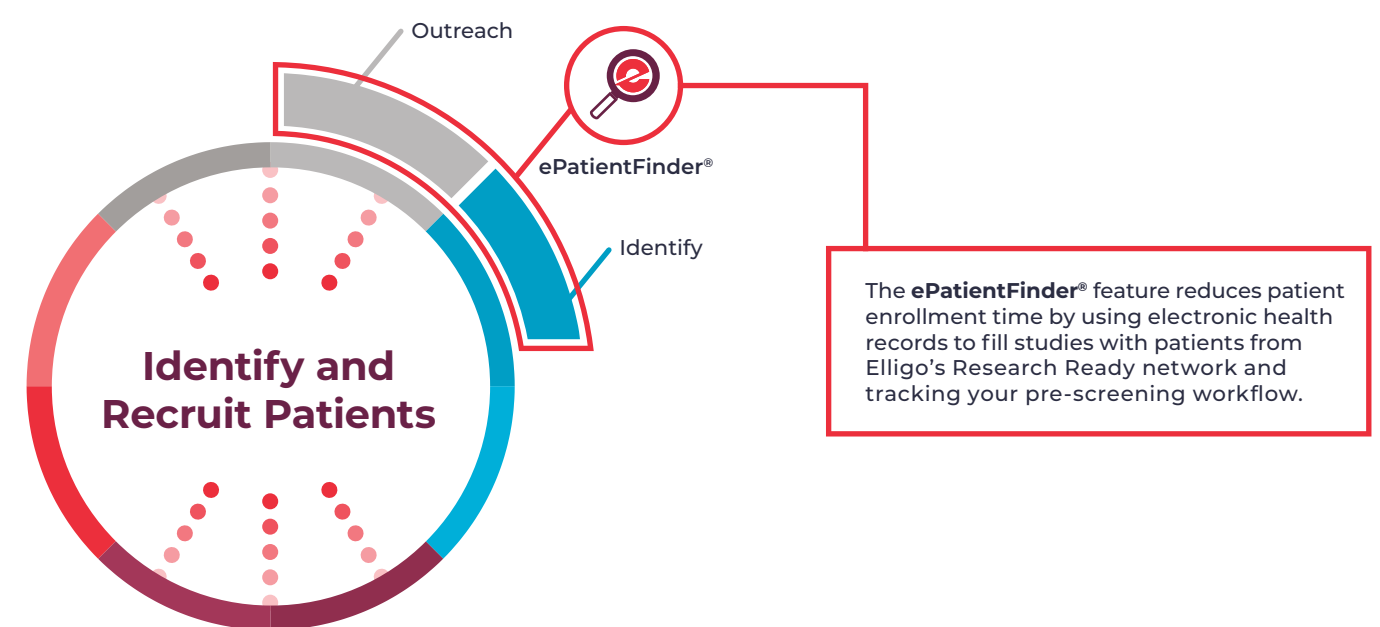 Outreach
ePatientFinder®
Identify
Identify and
Recruit Patients
The ePatientFinder® feature reduces patient
enrollment time by using electronic health
records to fill studies with patients from
Elligo’s Research Ready network and
tracking your pre-screening workflow.